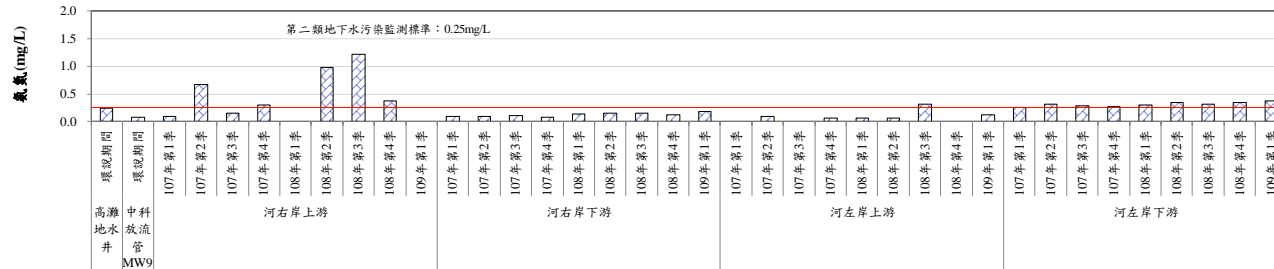 2.0
1.5
1.0
0.5
0.0
氨氮(mg/L)
第二類地下水污染監測標準：0.25mg/L
環說期間
環說期間
107年第1季
107年第2季
107年第3季
107年第4季
108年第1季
108年第2季
108年第3季
108年第4季
109年第1季
107年第1季
107年第2季
107年第3季
107年第4季
108年第1季
108年第2季
108年第3季
108年第4季
109年第1季
107年第1季
107年第2季
107年第3季
107年第4季
108年第1季
108年第2季
108年第3季
108年第4季
109年第1季
107年第1季
107年第2季
107年第3季
107年第4季
108年第1季
108年第2季
108年第3季
108年第4季
109年第1季
高灘
地水
井
中科
放流
管
MW9
河右岸上游
河右岸下游
河左岸上游
河左岸下游